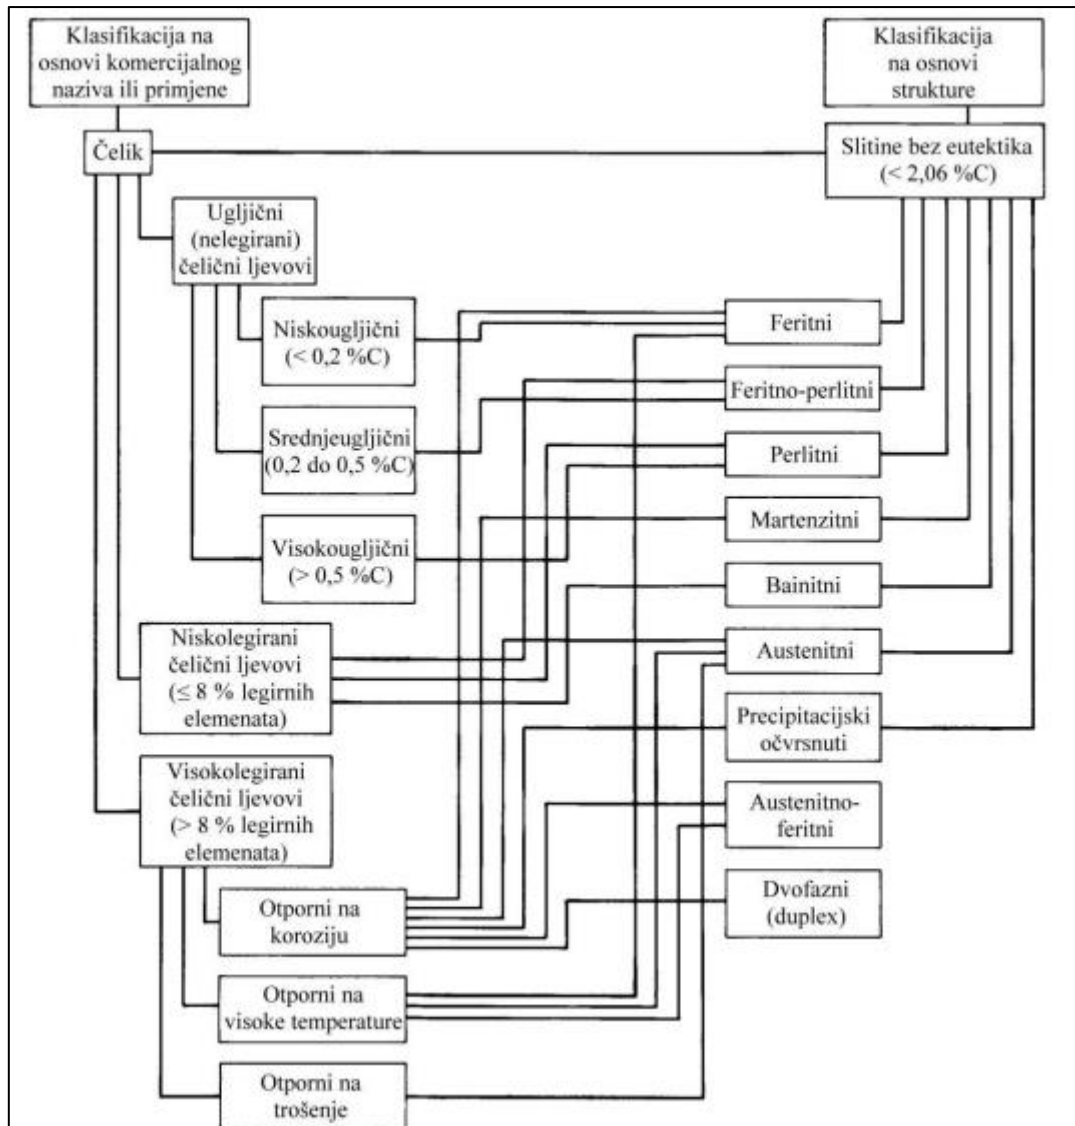 Klasifikacija na
osnovi komercijalnog
naziva ili primjene
Klasifikacija
na osnovi
strukture
Čelik
Slitine bez eutektika
(< 2,06 %C)
Ugljični
(nelegirani)
čelični ljevovi
Niskougljični
(< 0,2 %C)
Srednjeugljični
(0,2 do 0,5 %C)
Visokougljični
(> 0,5 %C)
Niskolegirani
čelični ljevovi
(≤ 8 % legirnih
elemenata)
Visokolegirani
čelični ljevovi
(> 8 % legirnih
elemenata)
Otporni na
koroziju
Otporni na
visoke temperature
Otporni na
trošenje
Feritni
Feritno-perlitni
Perlitni
Martenzitni
Bainitni
Austenitni
Precipitacijski
očvrsnuti
Austenitno-
feritni
Dvofazni
(duplex)